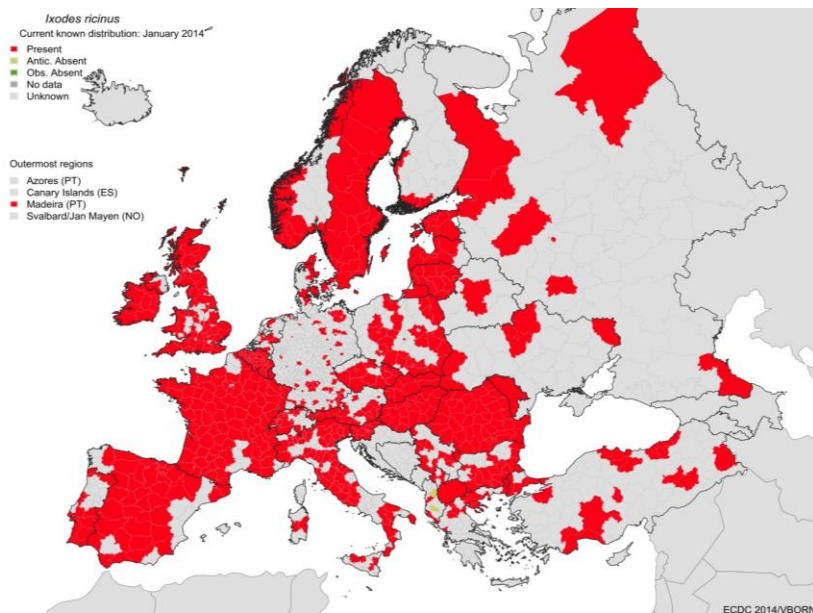 Ixodes ricinus
Current known distribution: January 2014
Present
Antic. Absent
Obs. Absent
No data
Unknown
Outermost regions
Azores (PT)
Canary Islands (ES)
Madeira (PT)
Svalbard/Jan Mayen (NO)
ECDC 2014/VBORN